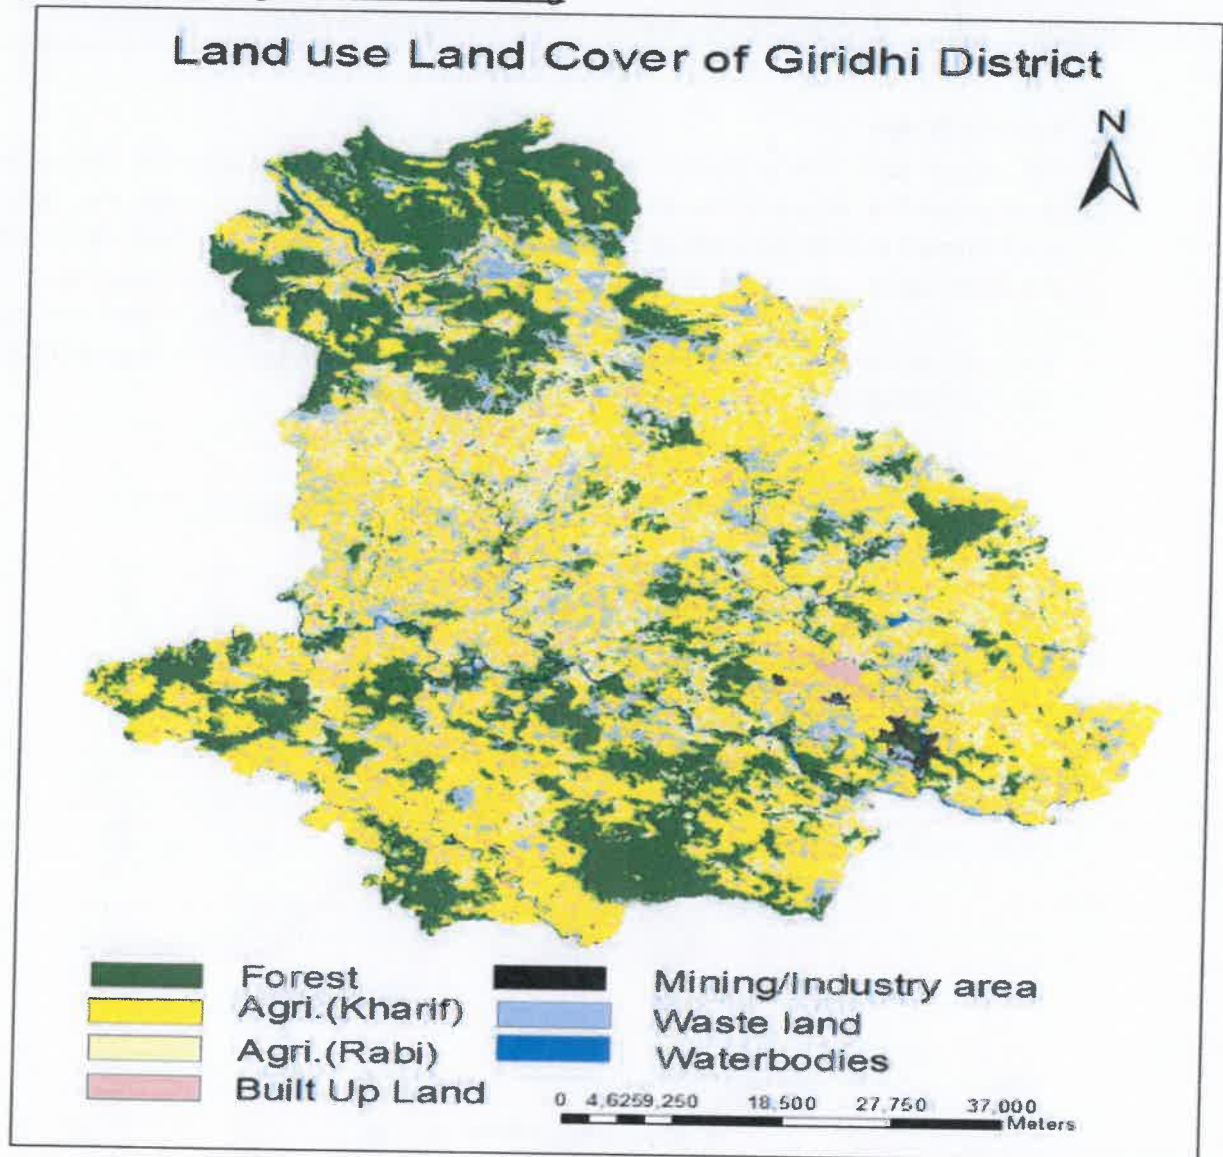 Land use Land Cover of Giridhi District
N
Forest
Agri.(Kharif)
Agri.(Rabi)
Built Up Land
Mining/Industry area
Waste land
Waterbodies
0 4,6259,250 18,500 27,750 37,000
Meters